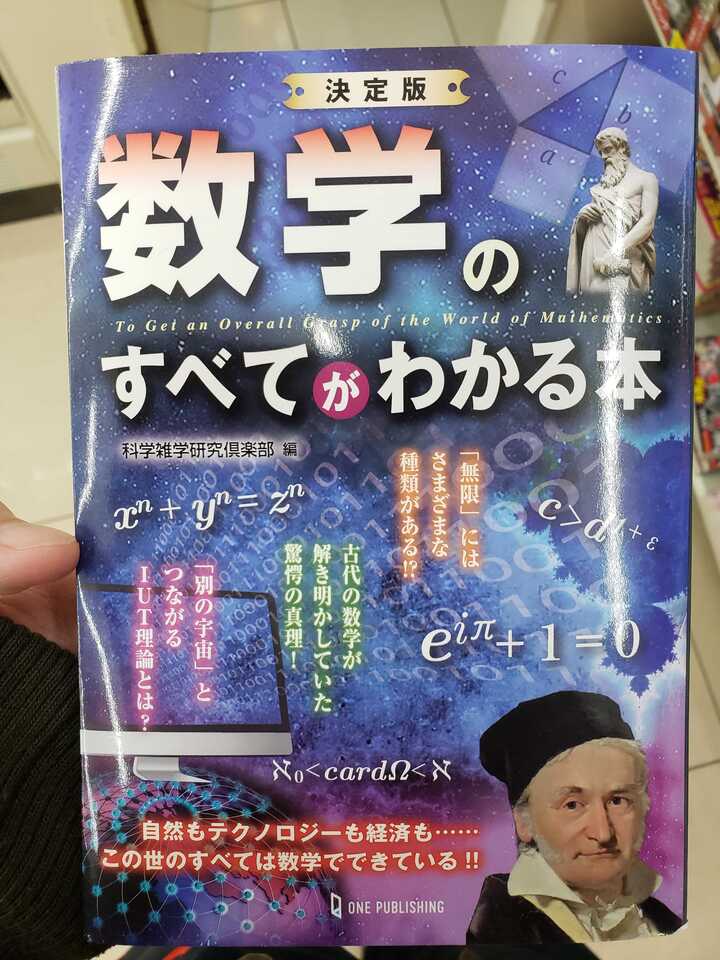 決定版
数学の
To Get an Overall Grasp of the World of Mathematics
すべてがわかる本
科学雑学研究倶楽部 編
c
b
a
xⁿ + yⁿ = zⁿ
「無限」には
さまざまな
種類がある!?
c > d^{1+ε}
古代の数学が
解き明かしていた
驚愕の真理!
「別の宇宙」と
つながる
IUT理論とは?
e^{iπ} + 1 = 0
ℵ₀ < cardΩ < ℵ
自然もテクノロジーも経済も……
この世のすべては数学でできている!!
ONE PUBLISHING